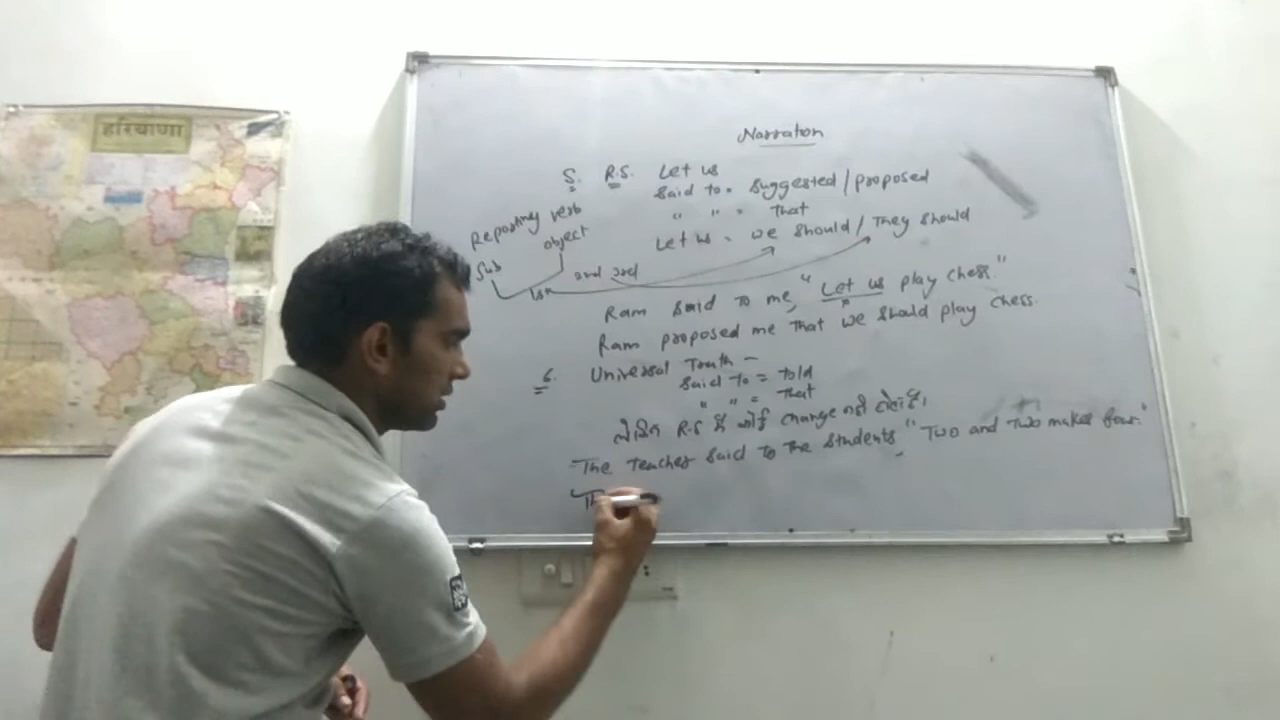 हरियाणा
Narration
5. R.S. Let us
Said to = suggested / proposed
" " = that
Let us = we should / They should
Reporting verb
object
Sub
1st 2nd 3rd
Ram said to me, "Let us play chess."
Ram proposed me that we should play chess.
6. Universal Truth -
Said to = told
" " = that
लेकिन R.S में कोई change नहीं होता है।
The teacher said to the students, "Two and two makes four."
Th